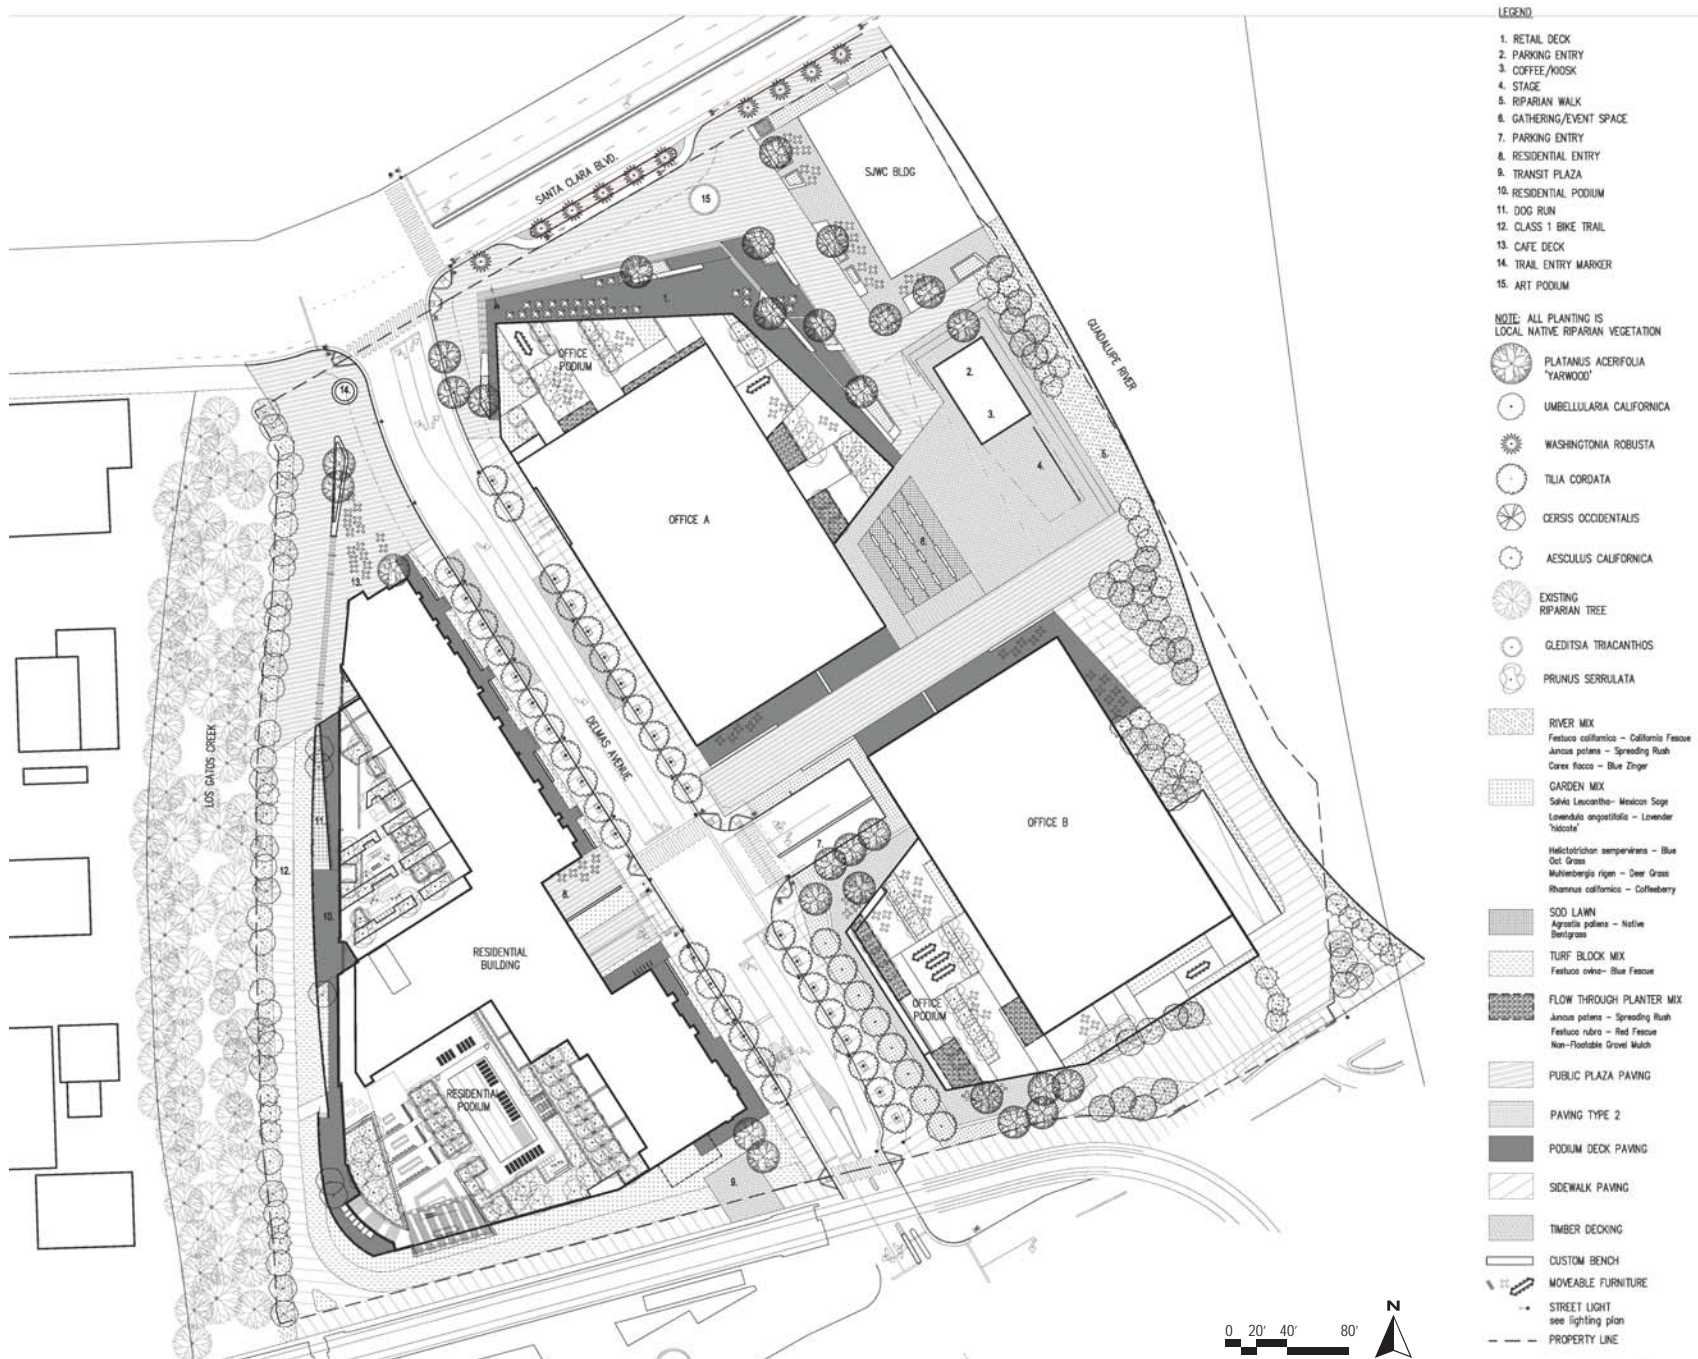 SANTA CLARA BLVD.
15
SJWC BLDG
1.
OFFICE
PODIUM
GUADALUPE RIVER
2.
3.
14.
4.
5.
OFFICE A
6.
13.
DELMAS AVENUE
LOS GATOS CREEK
11.
7.
OFFICE B
12.
8.
10.
RESIDENTIAL
BUILDING
OFFICE
PODIUM
RESIDENTIAL
PODIUM
9.
0 20' 40' 80'
N
LEGEND
1. RETAIL DECK
2. PARKING ENTRY
3. COFFEE/KIOSK
4. STAGE
5. RIPARIAN WALK
6. GATHERING/EVENT SPACE
7. PARKING ENTRY
8. RESIDENTIAL ENTRY
9. TRANSIT PLAZA
10. RESIDENTIAL PODIUM
11. DOG RUN
12. CLASS 1 BIKE TRAIL
13. CAFE DECK
14. TRAIL ENTRY MARKER
15. ART PODIUM
NOTE: ALL PLANTING IS
LOCAL NATIVE RIPARIAN VEGETATION
PLATANUS ACERIFOLIA
'YARWOOD'
UMBELLULARIA CALIFORNICA
WASHINGTONIA ROBUSTA
TILIA CORDATA
CERSIS OCCIDENTALIS
AESCULUS CALIFORNICA
EXISTING
RIPARIAN TREE
GLEDITSIA TRIACANTHOS
PRUNUS SERRULATA
RIVER MIX
Festuca californica - California Fescue
Juncus patens - Spreading Rush
Carex flacca - Blue Zinger
GARDEN MIX
Salvia Leucantha- Mexican Sage
Lavendula angostifolia - Lavender
'hidcote'
Helictotrichon sempervirens - Blue
Oat Grass
Muhlenbergia rigen - Deer Grass
Rhamnus californica - Coffeeberry
SOD LAWN
Agrostis pallens - Native
Bentgrass
TURF BLOCK MIX
Festuca ovina- Blue Fescue
FLOW THROUGH PLANTER MIX
Juncus patens - Spreading Rush
Festuca rubra - Red Fescue
Non-Floatable Gravel Mulch
PUBLIC PLAZA PAVING
PAVING TYPE 2
PODIUM DECK PAVING
SIDEWALK PAVING
TIMBER DECKING
CUSTOM BENCH
MOVEABLE FURNITURE
STREET LIGHT
see lighting plan
PROPERTY LINE